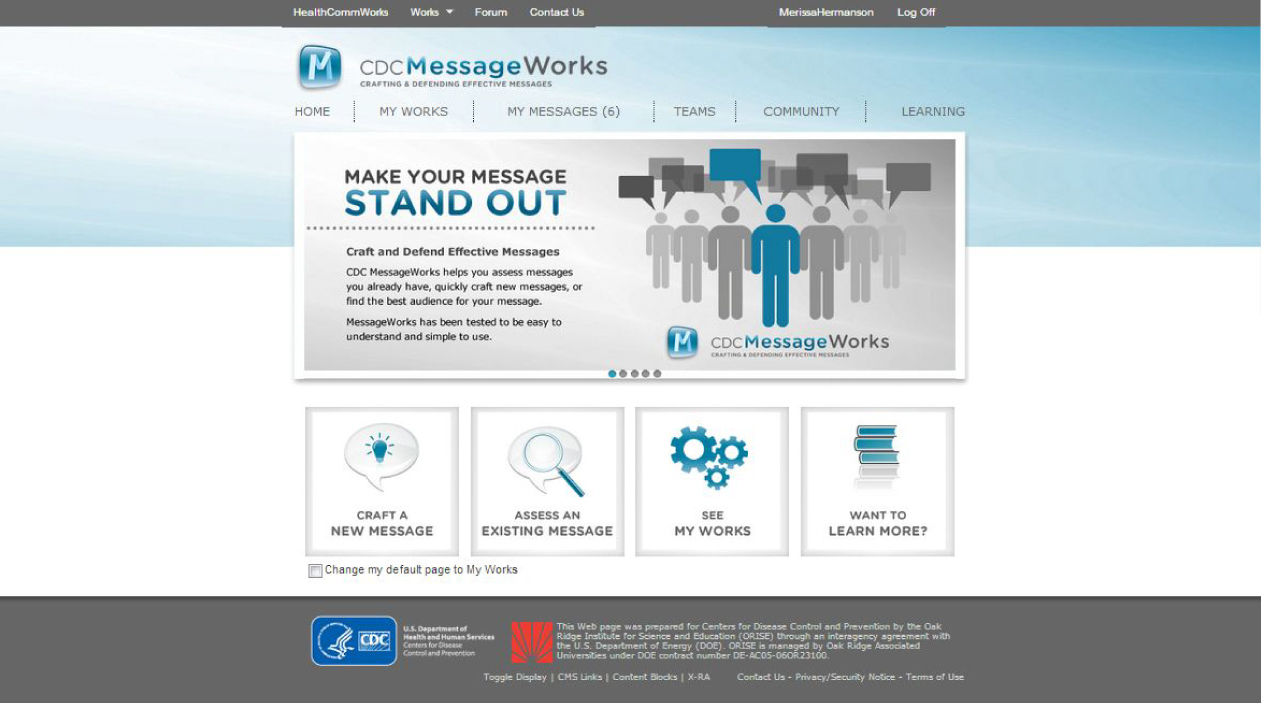 HealthCommWorks Works Forum Contact Us MerissaHermanson Log Off
M CDCMessageWorks
CRAFTING & DEFENDING EFFECTIVE MESSAGES
HOME MY WORKS MY MESSAGES (6) TEAMS COMMUNITY LEARNING
MAKE YOUR MESSAGE
STAND OUT
Craft and Defend Effective Messages
CDC MessageWorks helps you assess messages
you already have, quickly craft new messages, or
find the best audience for your message.
MessageWorks has been tested to be easy to
understand and simple to use.
M CDCMessageWorks
CRAFTING & DEFENDING EFFECTIVE MESSAGES
CRAFT A
NEW MESSAGE
ASSESS AN
EXISTING MESSAGE
SEE
MY WORKS
WANT TO
LEARN MORE?
Change my default page to My Works
CDC
U.S. Department of
Health and Human Services
Centers for Disease
Control and Prevention
This Web page was prepared for Centers for Disease Control and Prevention by the Oak
Ridge Institute for Science and Education (ORISE) through an interagency agreement with
the U.S. Department of Energy (DOE). ORISE is managed by Oak Ridge Associated
Universities under DOE contract number DE-AC05-06OR23100.
Toggle Display | CMS Links | Content Blocks | X-RA Contact Us - Privacy/Security Notice - Terms of Use